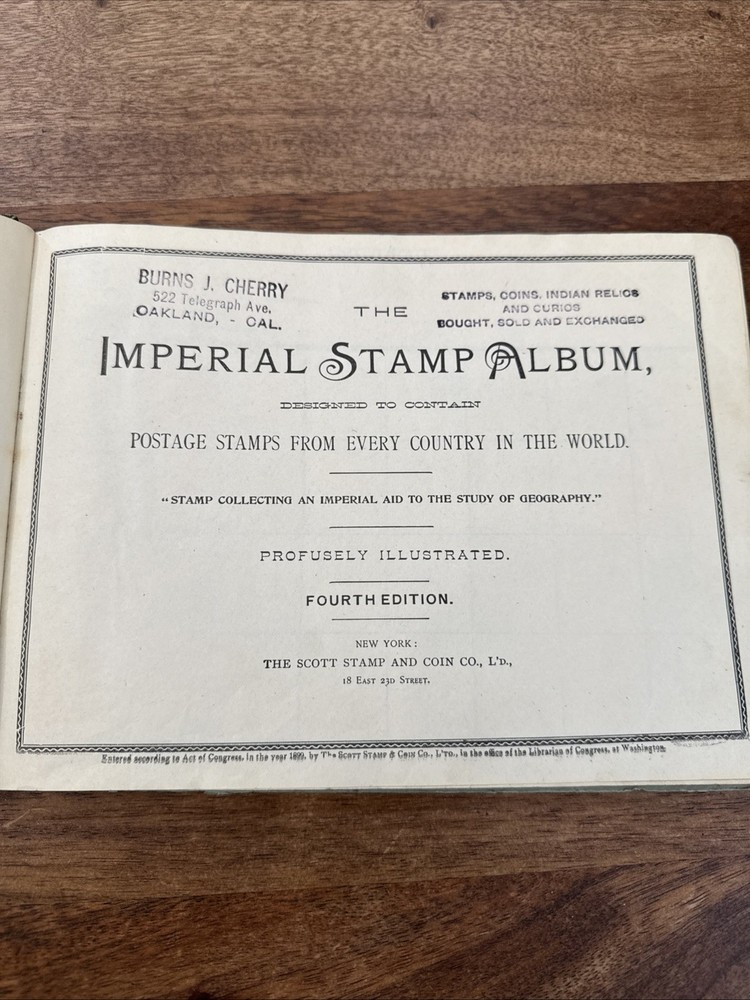 BURNS J. CHERRY
522 Telegraph Ave.
OAKLAND, - CAL.
STAMPS, COINS, INDIAN RELICS
AND CURIOS
BOUGHT, SOLD AND EXCHANGED
THE
IMPERIAL STAMP ALBUM,
DESIGNED TO CONTAIN
POSTAGE STAMPS FROM EVERY COUNTRY IN THE WORLD.
"STAMP COLLECTING AN IMPERIAL AID TO THE STUDY OF GEOGRAPHY."
PROFUSELY ILLUSTRATED.
FOURTH EDITION.
NEW YORK:
THE SCOTT STAMP AND COIN CO., L'D.,
18 EAST 23D STREET.
Entered according to Act of Congress, in the year 1899, by The SCOTT STAMP & COIN CO., L'TD., in the office of the Librarian of Congress, at Washington.